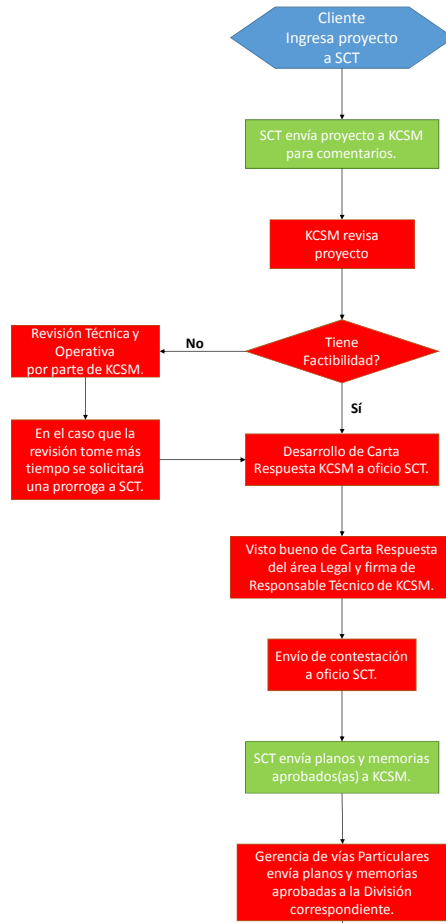 Cliente
Ingresa proyecto
a SCT
SCT envía proyecto a KCSM
para comentarios.
KCSM revisa
proyecto
Tiene
Factibilidad?
No
Revisión Técnica y
Operativa
por parte de KCSM.
Sí
En el caso que la
revisión tome más
tiempo se solicitará
una prorroga a SCT.
Desarrollo de Carta
Respuesta KCSM a oficio SCT.
Visto bueno de Carta Respuesta
del área Legal y firma de
Responsable Técnico de KCSM.
Envío de contestación
a oficio SCT.
SCT envía planos y memorias
aprobados(as) a KCSM.
Gerencia de vías Particulares
envía planos y memorias
aprobadas a la División
correspondiente.